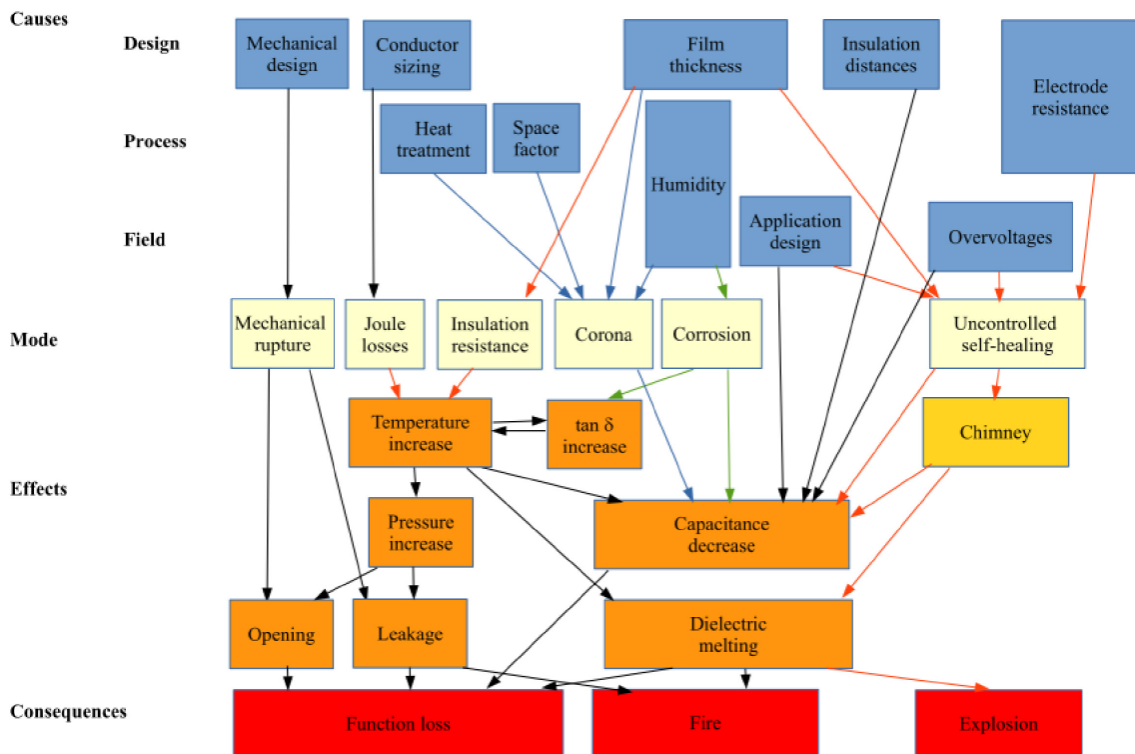 Causes
Design
Mechanical
design
Conductor
sizing
Film
thickness
Insulation
distances
Electrode
resistance
Process
Heat
treatment
Space
factor
Humidity
Field
Application
design
Overvoltages
Mode
Mechanical
rupture
Joule
losses
Insulation
resistance
Corona
Corrosion
Uncontrolled
self-healing
Temperature
increase
tan δ
increase
Chimney
Effects
Pressure
increase
Capacitance
decrease
Opening
Leakage
Dielectric
melting
Consequences
Function loss
Fire
Explosion